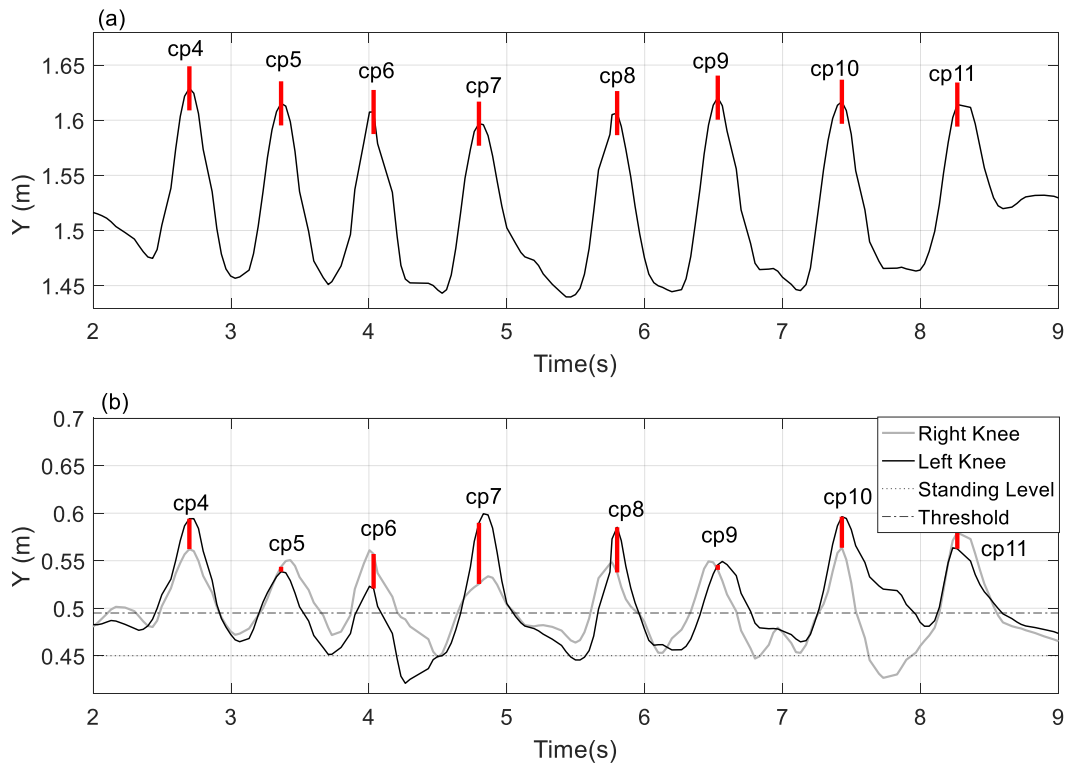 (a)
cp4
cp5
cp6
cp7
cp8
cp9
cp10
cp11
1.65
1.6
1.55
1.5
1.45
Y (m)
2 3 4 5 6 7 8 9
Time(s)
(b)
0.7
0.65
0.6
0.55
0.5
0.45
Y (m)
Right Knee
Left Knee
Standing Level
Threshold
cp4
cp5
cp6
cp7
cp8
cp9
cp10
cp11
2 3 4 5 6 7 8 9
Time(s)